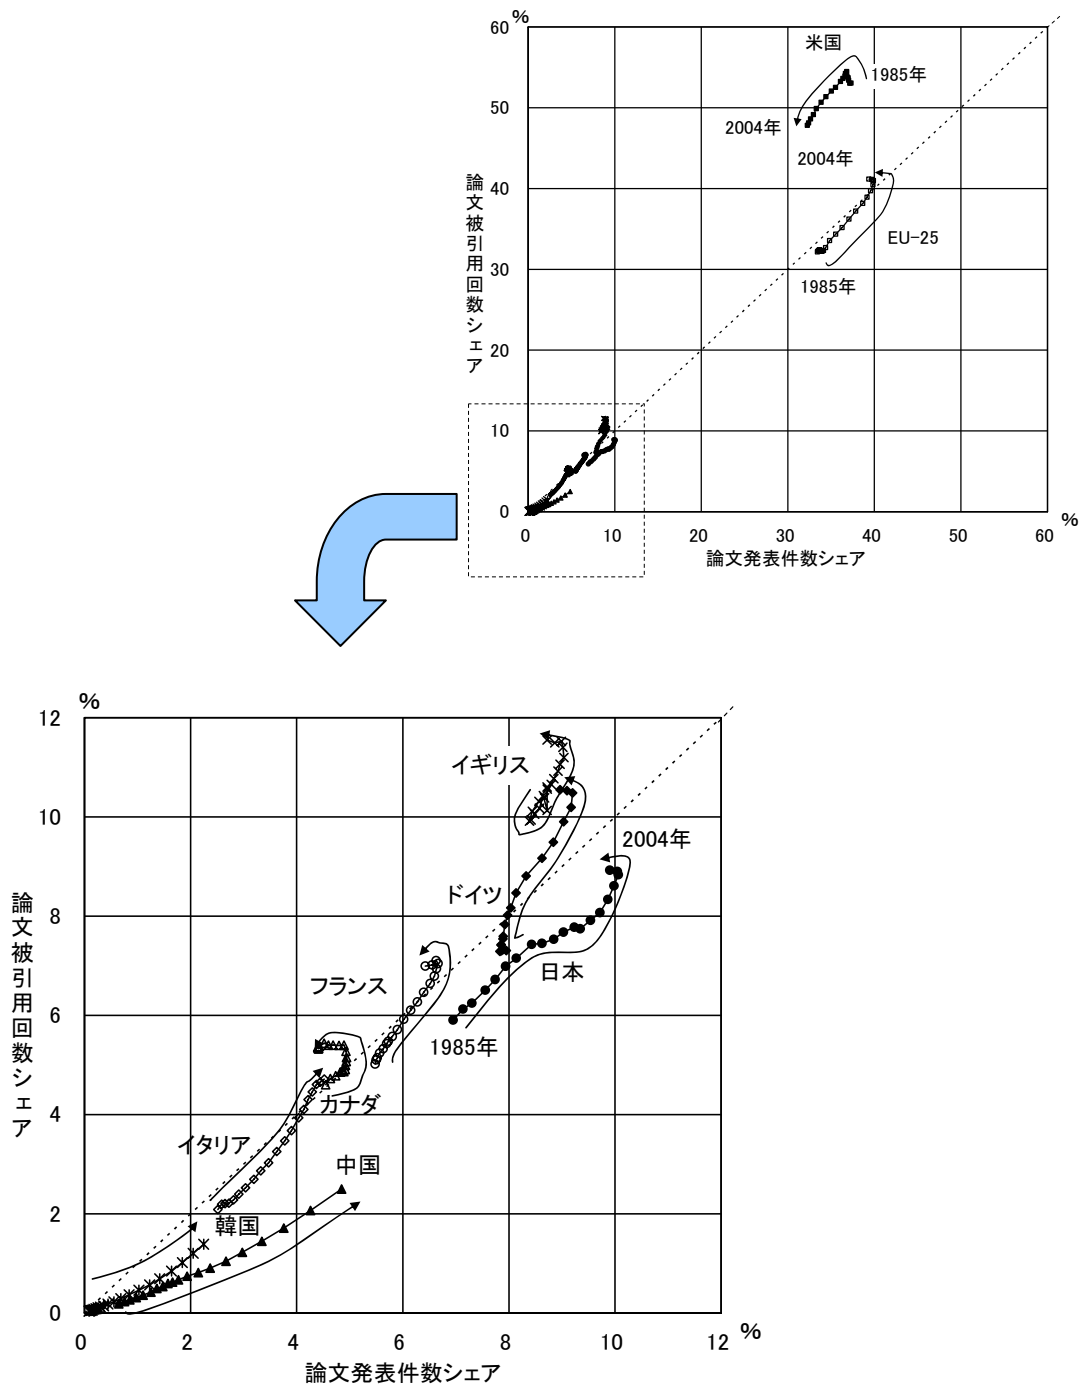 %
60
50
40
30
20
10
0
論文被引用回数シェア
米国
1985年
2004年
2004年
EU-25
1985年
0
10
20
30
40
50
60
%
論文発表件数シェア
%
12
10
8
6
4
2
0
論文被引用回数シェア
イギリス
2004年
ドイツ
日本
フランス
1985年
カナダ
イタリア
中国
韓国
0
2
4
6
8
10
12
%
論文発表件数シェア